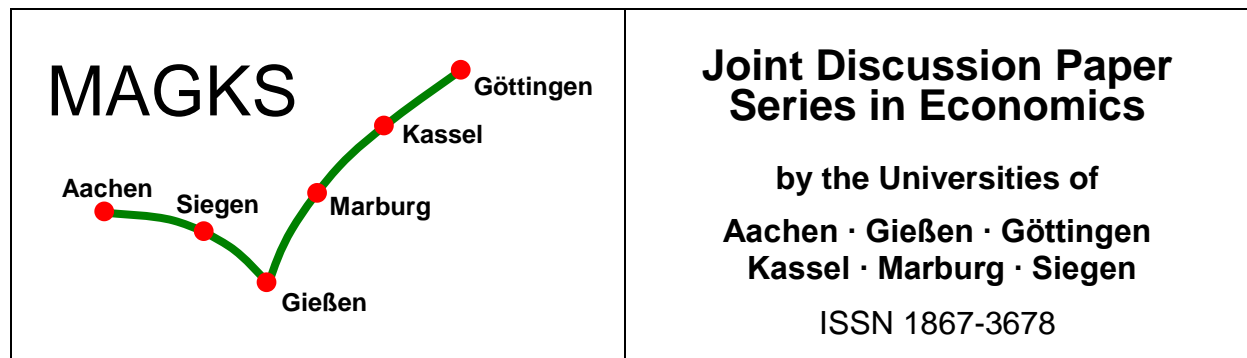 MAGKS
Göttingen
Kassel
Aachen
Siegen
Marburg
Gießen
Joint Discussion Paper
Series in Economics
by the Universities of
Aachen · Gießen · Göttingen
Kassel · Marburg · Siegen
ISSN 1867-3678